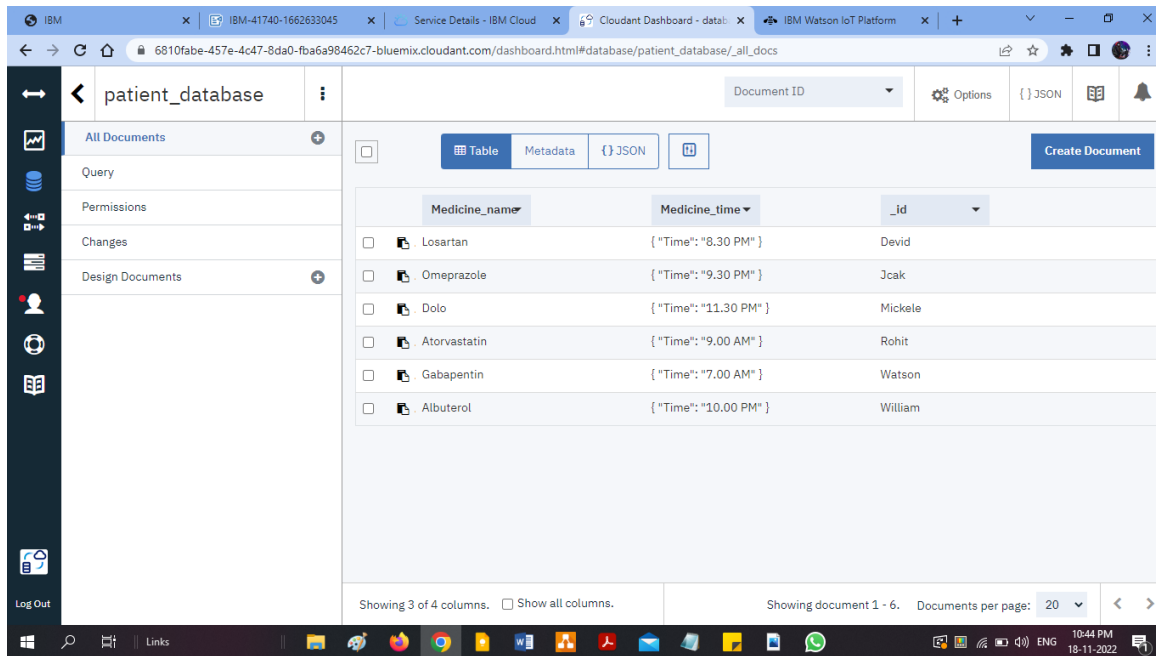 IBM
IBM-41740-1662633045
Service Details - IBM Cloud
Cloudant Dashboard - datab
IBM Watson IoT Platform
6810fabe-457e-4c47-8da0-fba6a98462c7-bluemix.cloudant.com/dashboard.html#database/patient_database/_all_docs
patient_database
Document ID
Options
{ } JSON
All Documents
Query
Permissions
Changes
Design Documents
Table Metadata {} JSON
Create Document
Medicine_name Medicine_time _id
Losartan { "Time": "8.30 PM" } Devid
Omeprazole { "Time": "9.30 PM" } Jcak
Dolo { "Time": "11.30 PM" } Mickele
Atorvastatin { "Time": "9.00 AM" } Rohit
Gabapentin { "Time": "7.00 AM" } Watson
Albuterol { "Time": "10.00 PM" } William
Log Out
Showing 3 of 4 columns. Show all columns.
Showing document 1 - 6. Documents per page: 20
Links
ENG
10:44 PM
18-11-2022